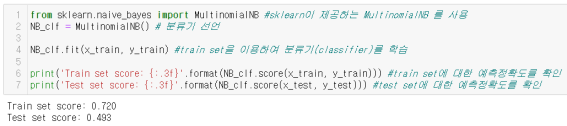 1 from sklearn.naive_bayes import MultinomialNB #sklearn이 제공하는 MultinomialNB 를 사용
2 NB_clf = MultinomialNB() # 분류기 선언
3
4 NB_clf.fit(x_train, y_train) #train set을 이용하여 분류기(classifier)를 학습
5
6 print('Train set score: {:.3f}'.format(NB_clf.score(x_train, y_train))) #train set에 대한 예측정확도를 확인
7 print('Test set score: {:.3f}'.format(NB_clf.score(x_test, y_test))) #test set에 대한 예측정확도를 확인
Train set score: 0.720
Test set score: 0.493